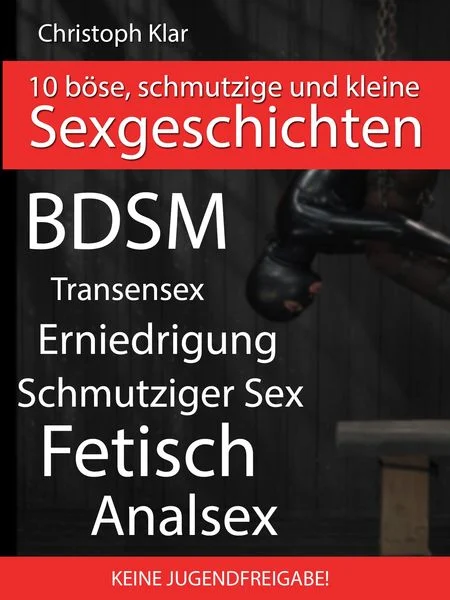 Christoph Klar
10 böse, schmutzige und kleine
Sexgeschichten
BDSM
Transensex
Erniedrigung
Schmutziger Sex
Fetisch
Analsex
KEINE JUGENDFREIGABE!